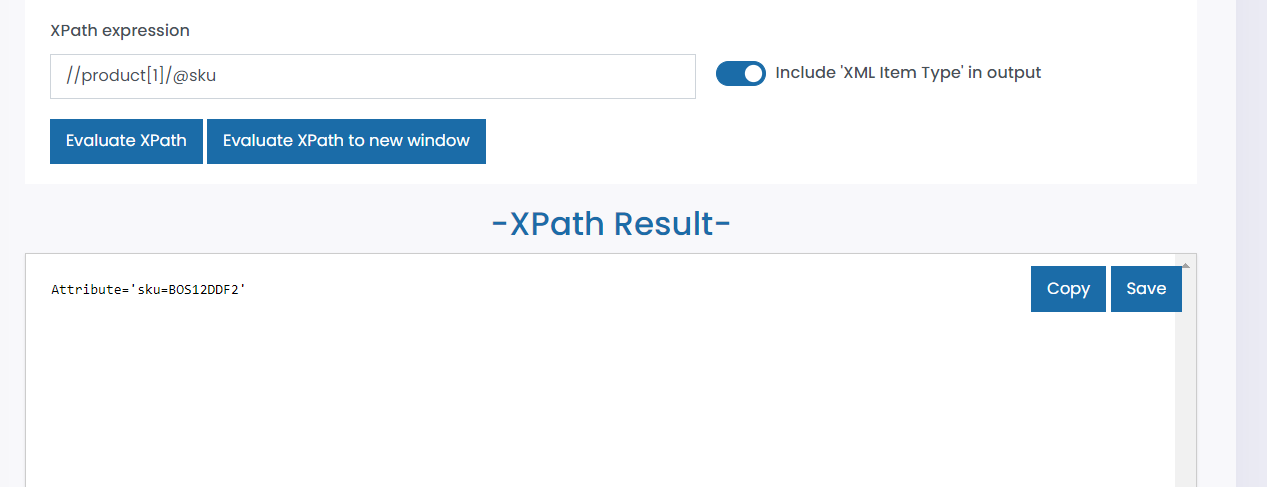 XPath expression
//product[1]/@sku
Include 'XML Item Type' in output
Evaluate XPath
Evaluate XPath to new window
-XPath Result-
Attribute='sku=BOS12DDF2'
Copy
Save